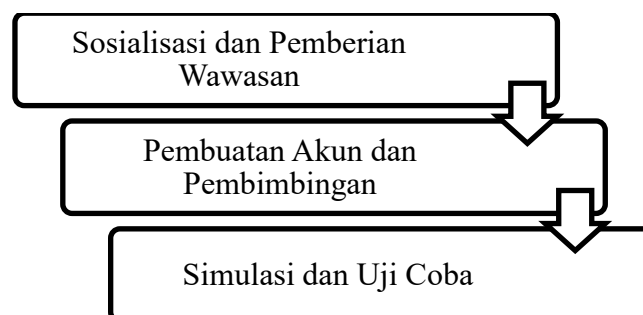 Sosialisasi dan Pemberian
Wawasan
Pembuatan Akun dan
Pembimbingan
Simulasi dan Uji Coba